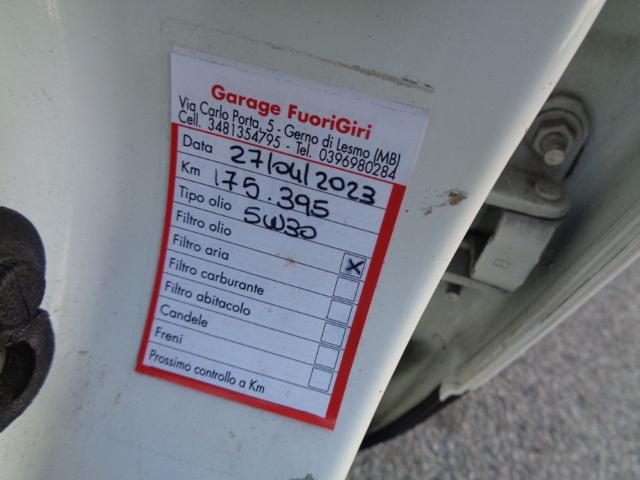 Garage FuoriGiri
Via Carlo Porta, 5 - Gerno di Lesmo (MB)
Cell. 3481354795 - Tel. 0396980284
Data 27/04/2023
Km 175.395
Tipo olio 5W30
Filtro olio X
Filtro aria
Filtro carburante
Filtro abitacolo
Candele
Freni
Prossimo controllo a Km